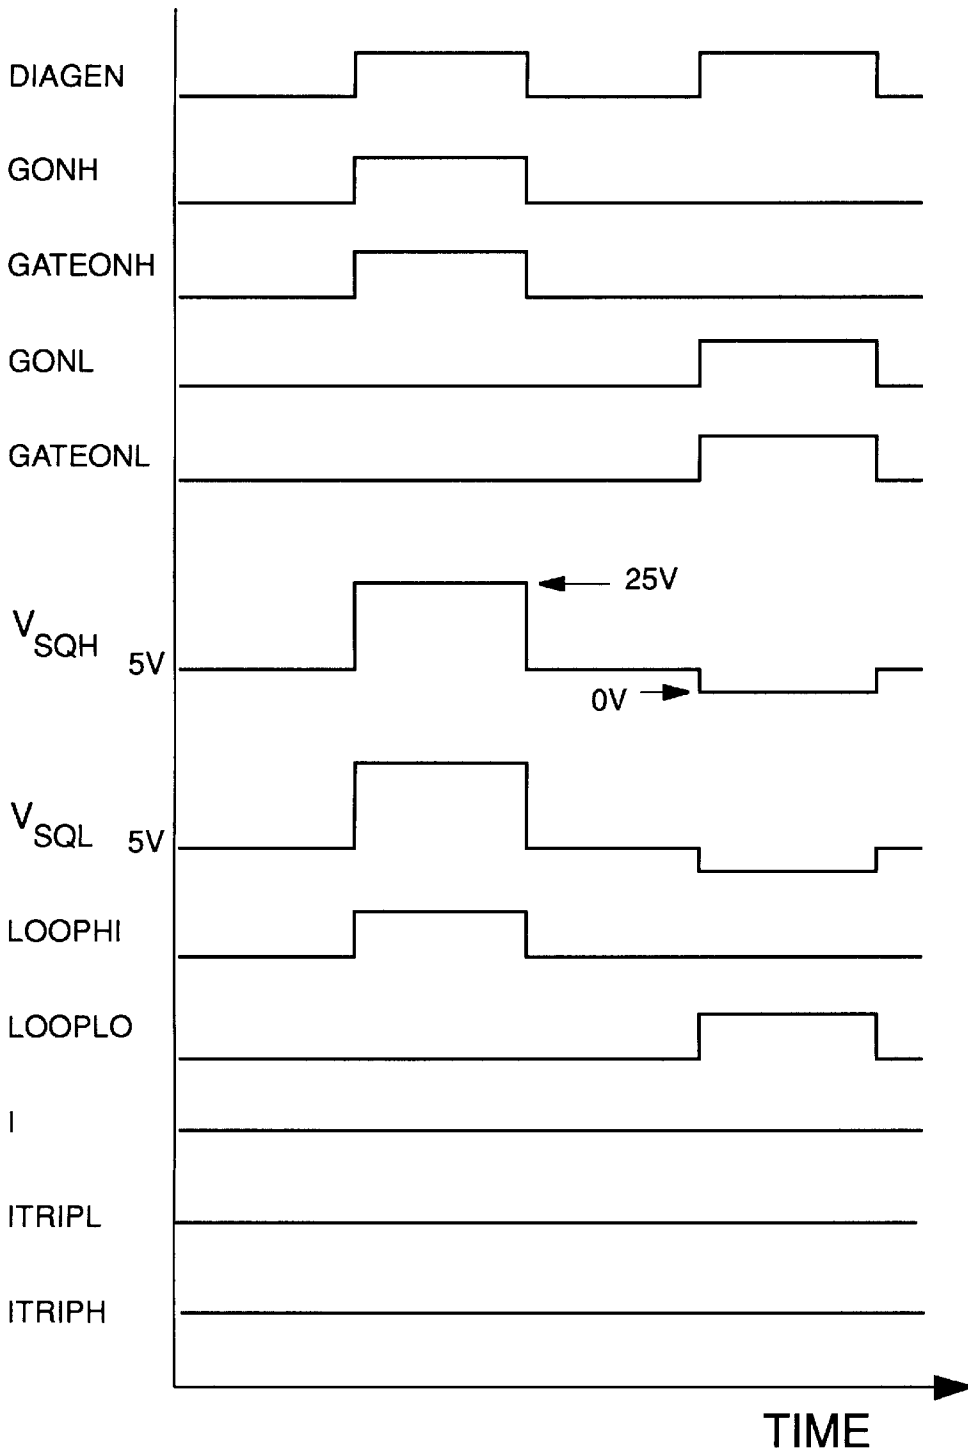 DIAGEN
GONH
GATEONH
GONL
GATEONL
25V
VSQH
5V
0V
VSQL 5V
LOOPHI
LOOPLO
I
ITRIPL
ITRIPH
TIME